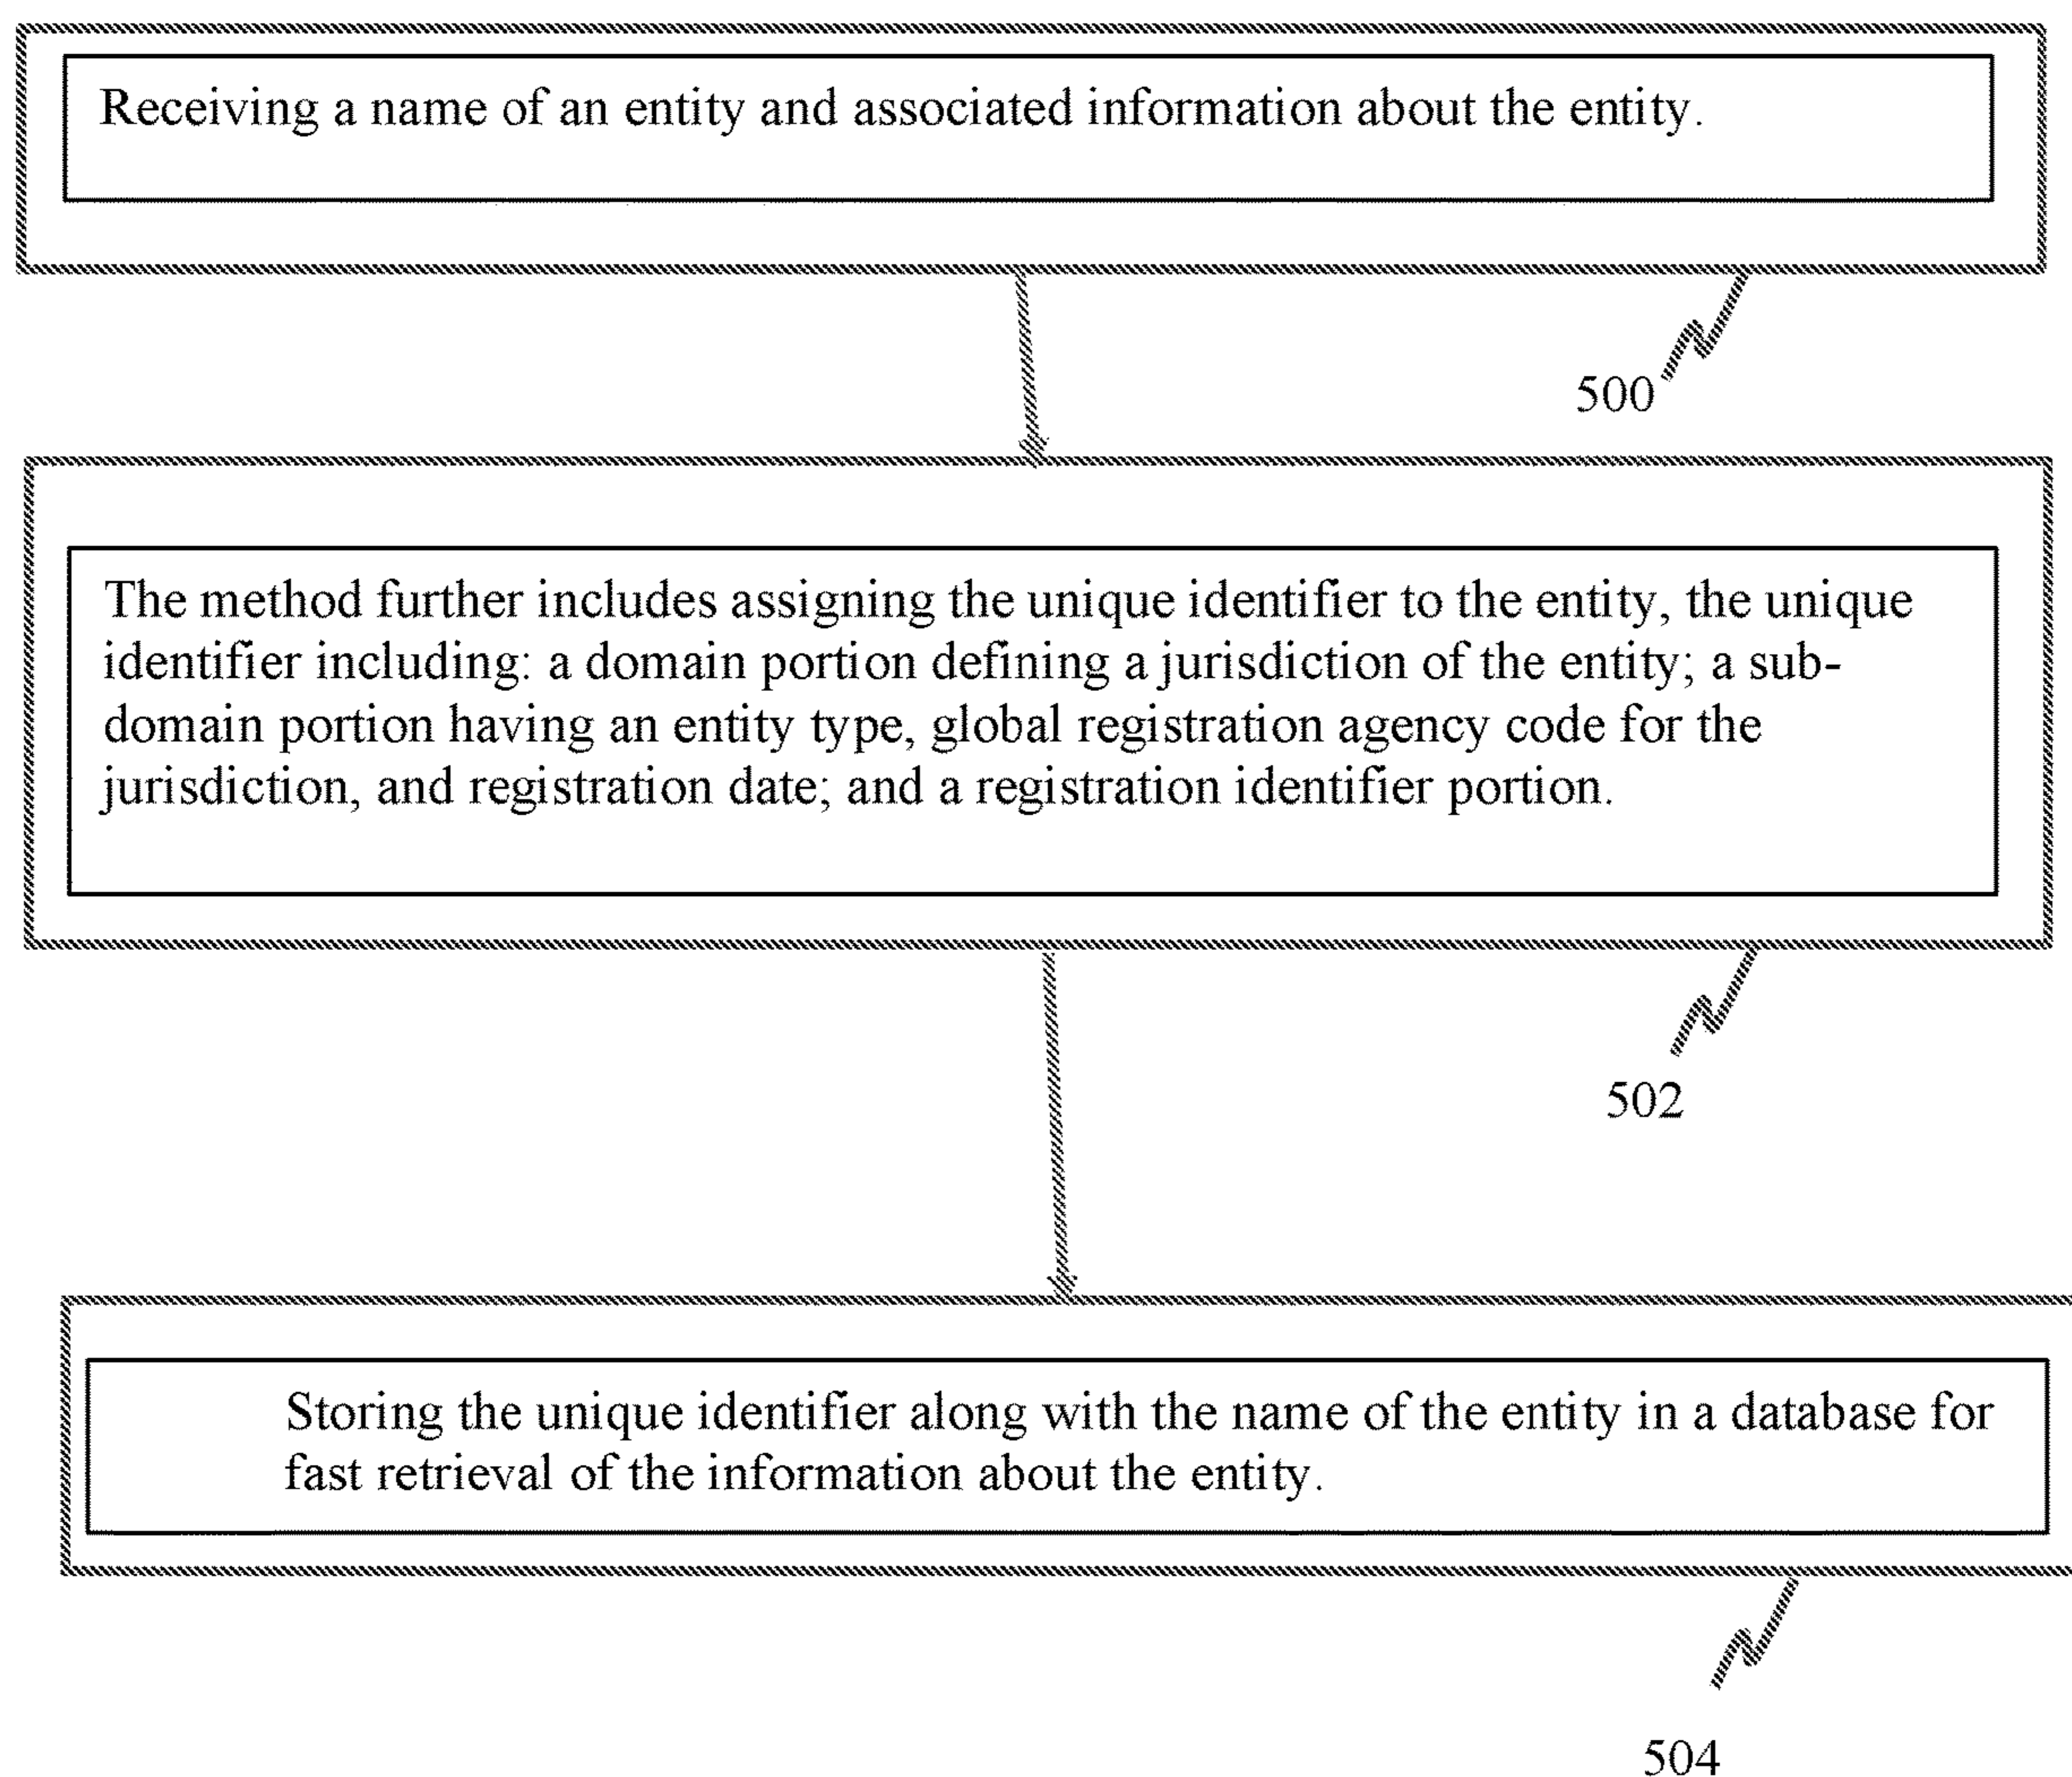 Receiving a name of an entity and associated information about the entity.
500
The method further includes assigning the unique identifier to the entity, the unique
identifier including: a domain portion defining a jurisdiction of the entity; a sub-
domain portion having an entity type, global registration agency code for the
jurisdiction, and registration date; and a registration identifier portion.
502
Storing the unique identifier along with the name of the entity in a database for
fast retrieval of the information about the entity.
504